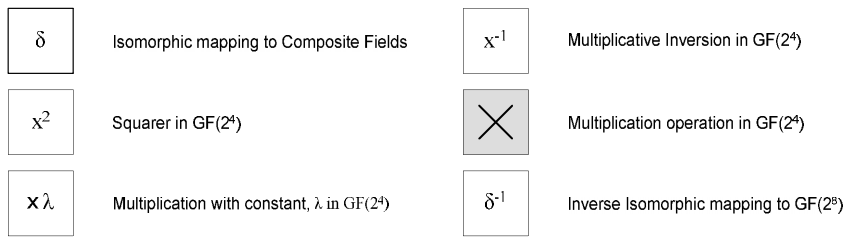 δ Isomorphic mapping to Composite Fields
x⁻¹ Multiplicative Inversion in GF(2⁴)
x² Squarer in GF(2⁴)
Multiplication operation in GF(2⁴)
x λ Multiplication with constant, λ in GF(2⁴)
δ⁻¹ Inverse Isomorphic mapping to GF(2⁸)